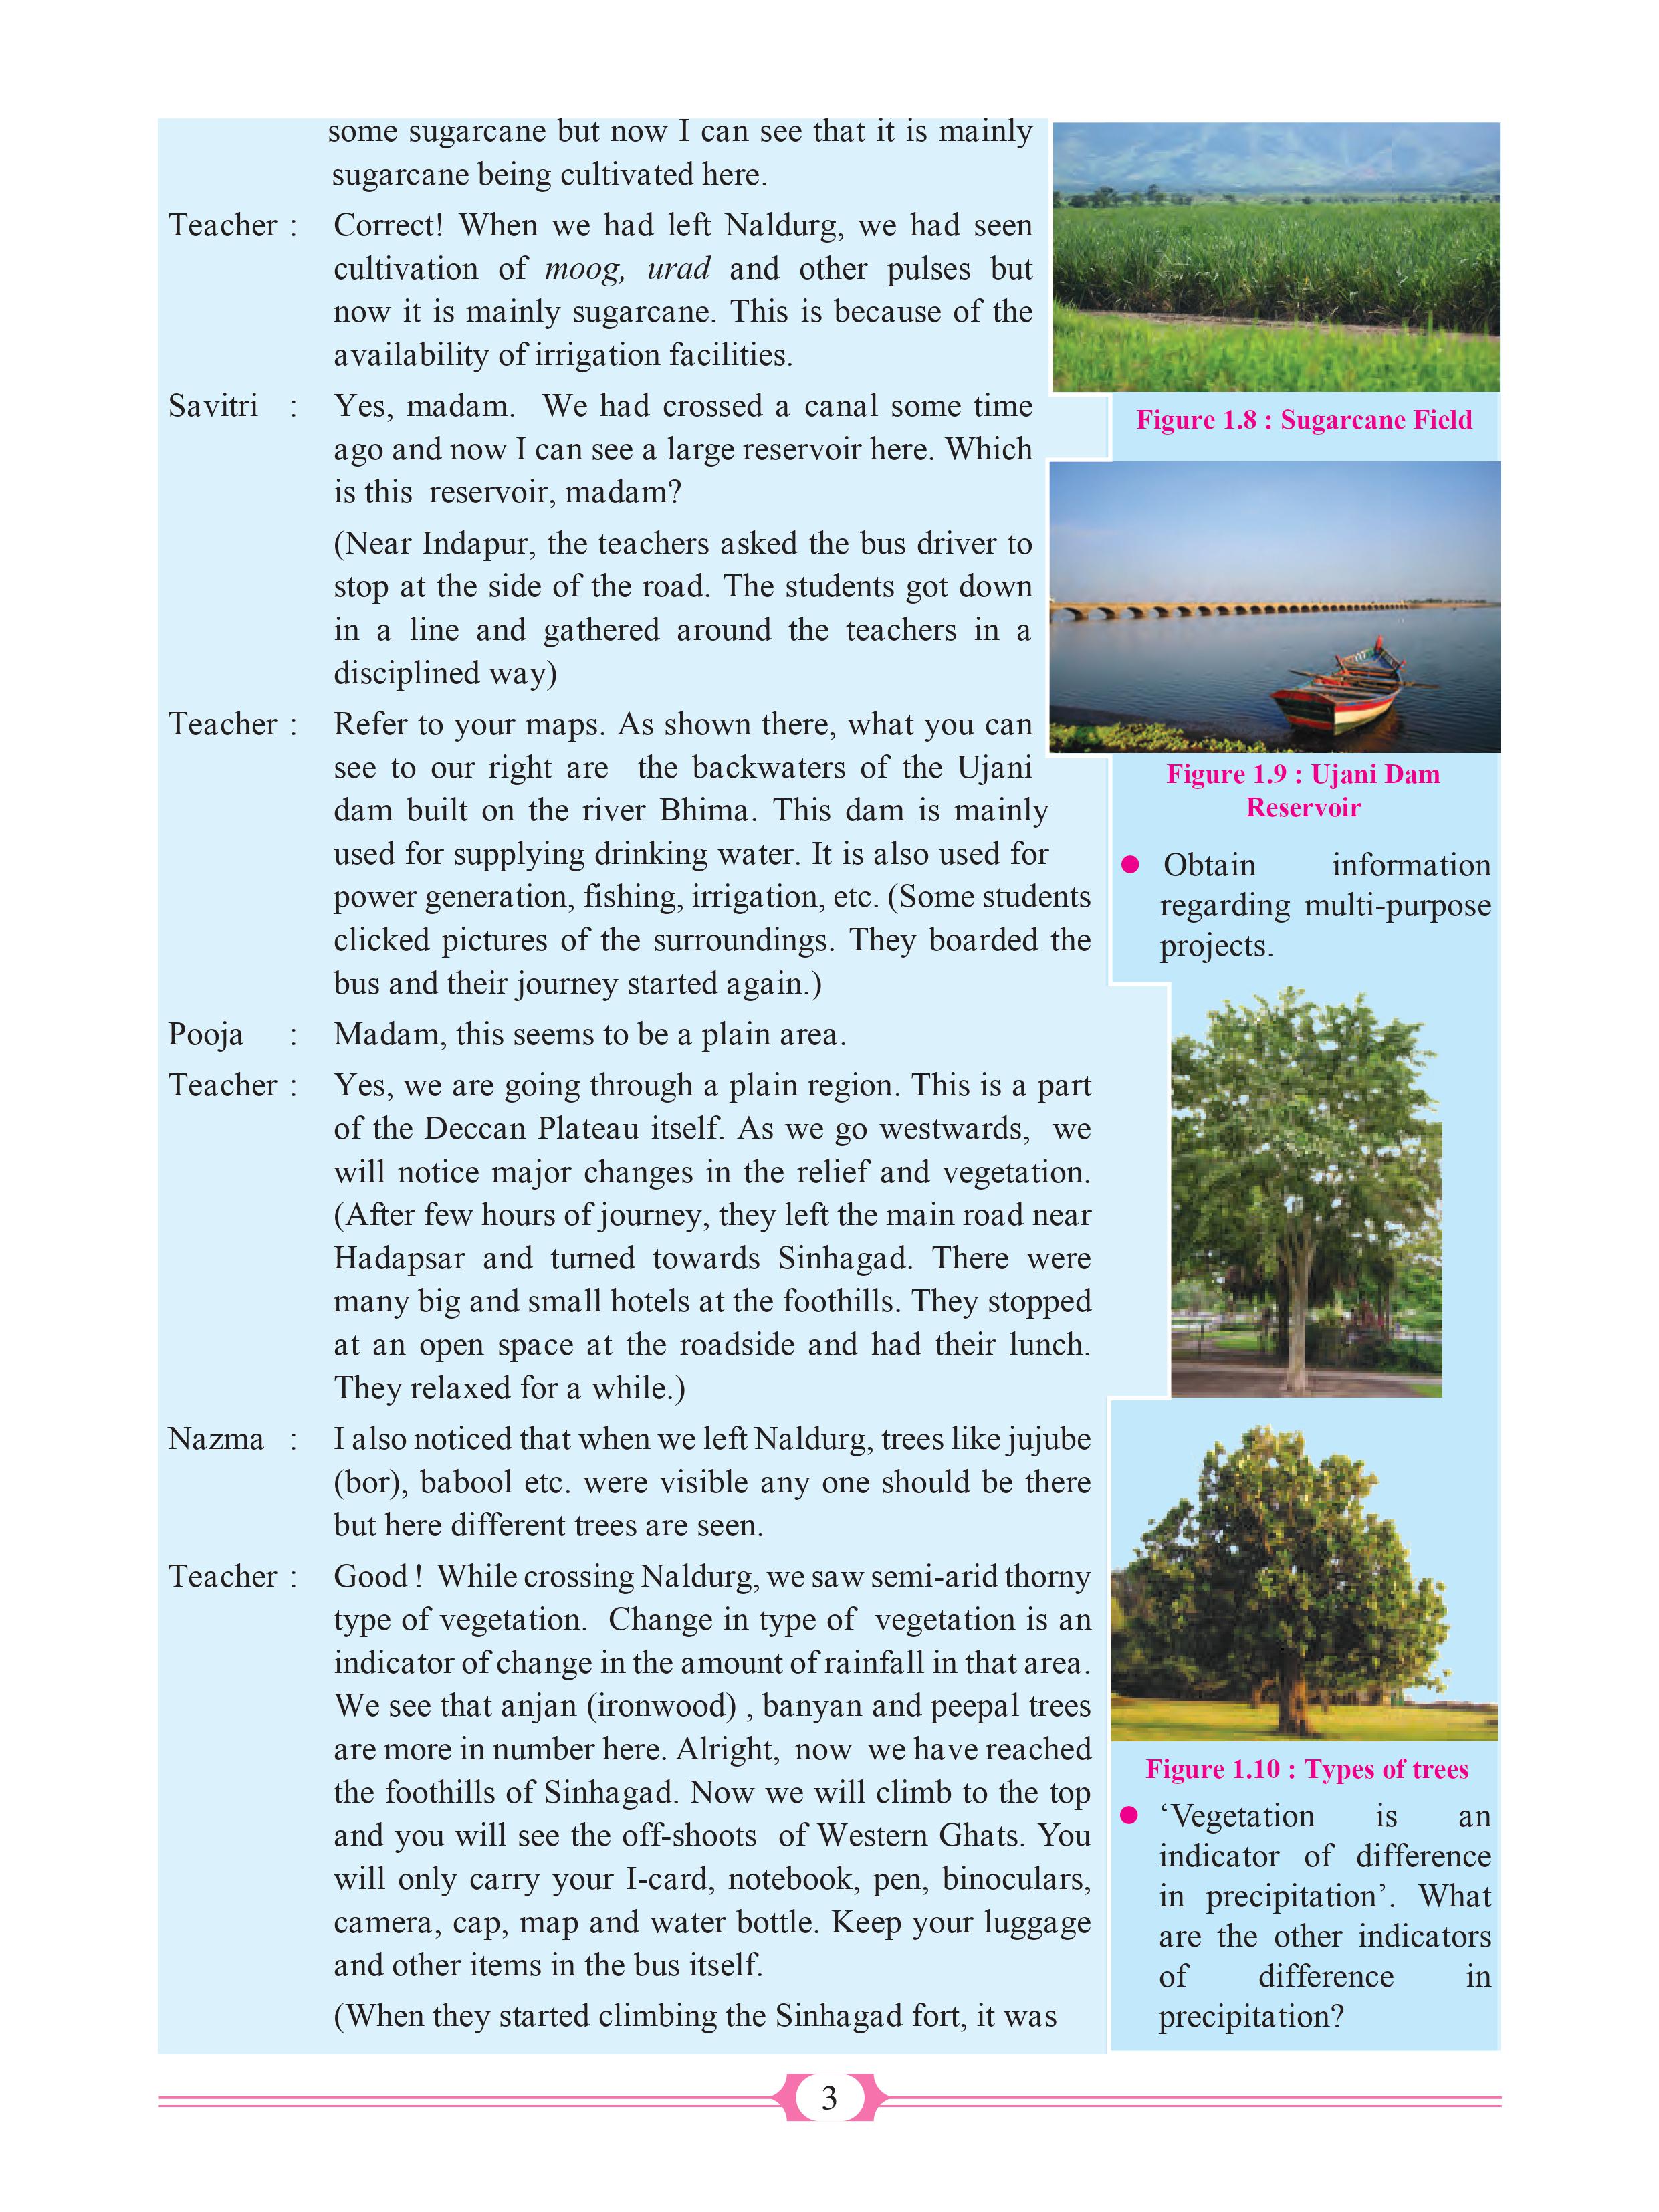 some sugarcane but now I can see that it is mainly
sugarcane being cultivated here.
Teacher : Correct! When we had left Naldurg, we had seen
cultivation of moog, urad and other pulses but
now it is mainly sugarcane. This is because of the
availability of irrigation facilities.
Savitri : Yes, madam. We had crossed a canal some time
ago and now I can see a large reservoir here. Which
is this reservoir, madam?
(Near Indapur, the teachers asked the bus driver to
stop at the side of the road. The students got down
in a line and gathered around the teachers in a
disciplined way)
Teacher : Refer to your maps. As shown there, what you can
see to our right are the backwaters of the Ujani
dam built on the river Bhima. This dam is mainly
used for supplying drinking water. It is also used for
power generation, fishing, irrigation, etc. (Some students
clicked pictures of the surroundings. They boarded the
bus and their journey started again.)
Pooja : Madam, this seems to be a plain area.
Teacher : Yes, we are going through a plain region. This is a part
of the Deccan Plateau itself. As we go westwards, we
will notice major changes in the relief and vegetation.
(After few hours of journey, they left the main road near
Hadapsar and turned towards Sinhagad. There were
many big and small hotels at the foothills. They stopped
at an open space at the roadside and had their lunch.
They relaxed for a while.)
Nazma : I also noticed that when we left Naldurg, trees like jujube
(bor), babool etc. were visible any one should be there
but here different trees are seen.
Teacher : Good ! While crossing Naldurg, we saw semi-arid thorny
type of vegetation. Change in type of vegetation is an
indicator of change in the amount of rainfall in that area.
We see that anjan (ironwood) , banyan and peepal trees
are more in number here. Alright, now we have reached
the foothills of Sinhagad. Now we will climb to the top
and you will see the off-shoots of Western Ghats. You
will only carry your I-card, notebook, pen, binoculars,
camera, cap, map and water bottle. Keep your luggage
and other items in the bus itself.
(When they started climbing the Sinhagad fort, it was
Figure 1.8 : Sugarcane Field
Figure 1.9 : Ujani Dam
Reservoir
● Obtain information
regarding multi-purpose
projects.
Figure 1.10 : Types of trees
● ‘Vegetation is an
indicator of difference
in precipitation’. What
are the other indicators
of difference in
precipitation?
3